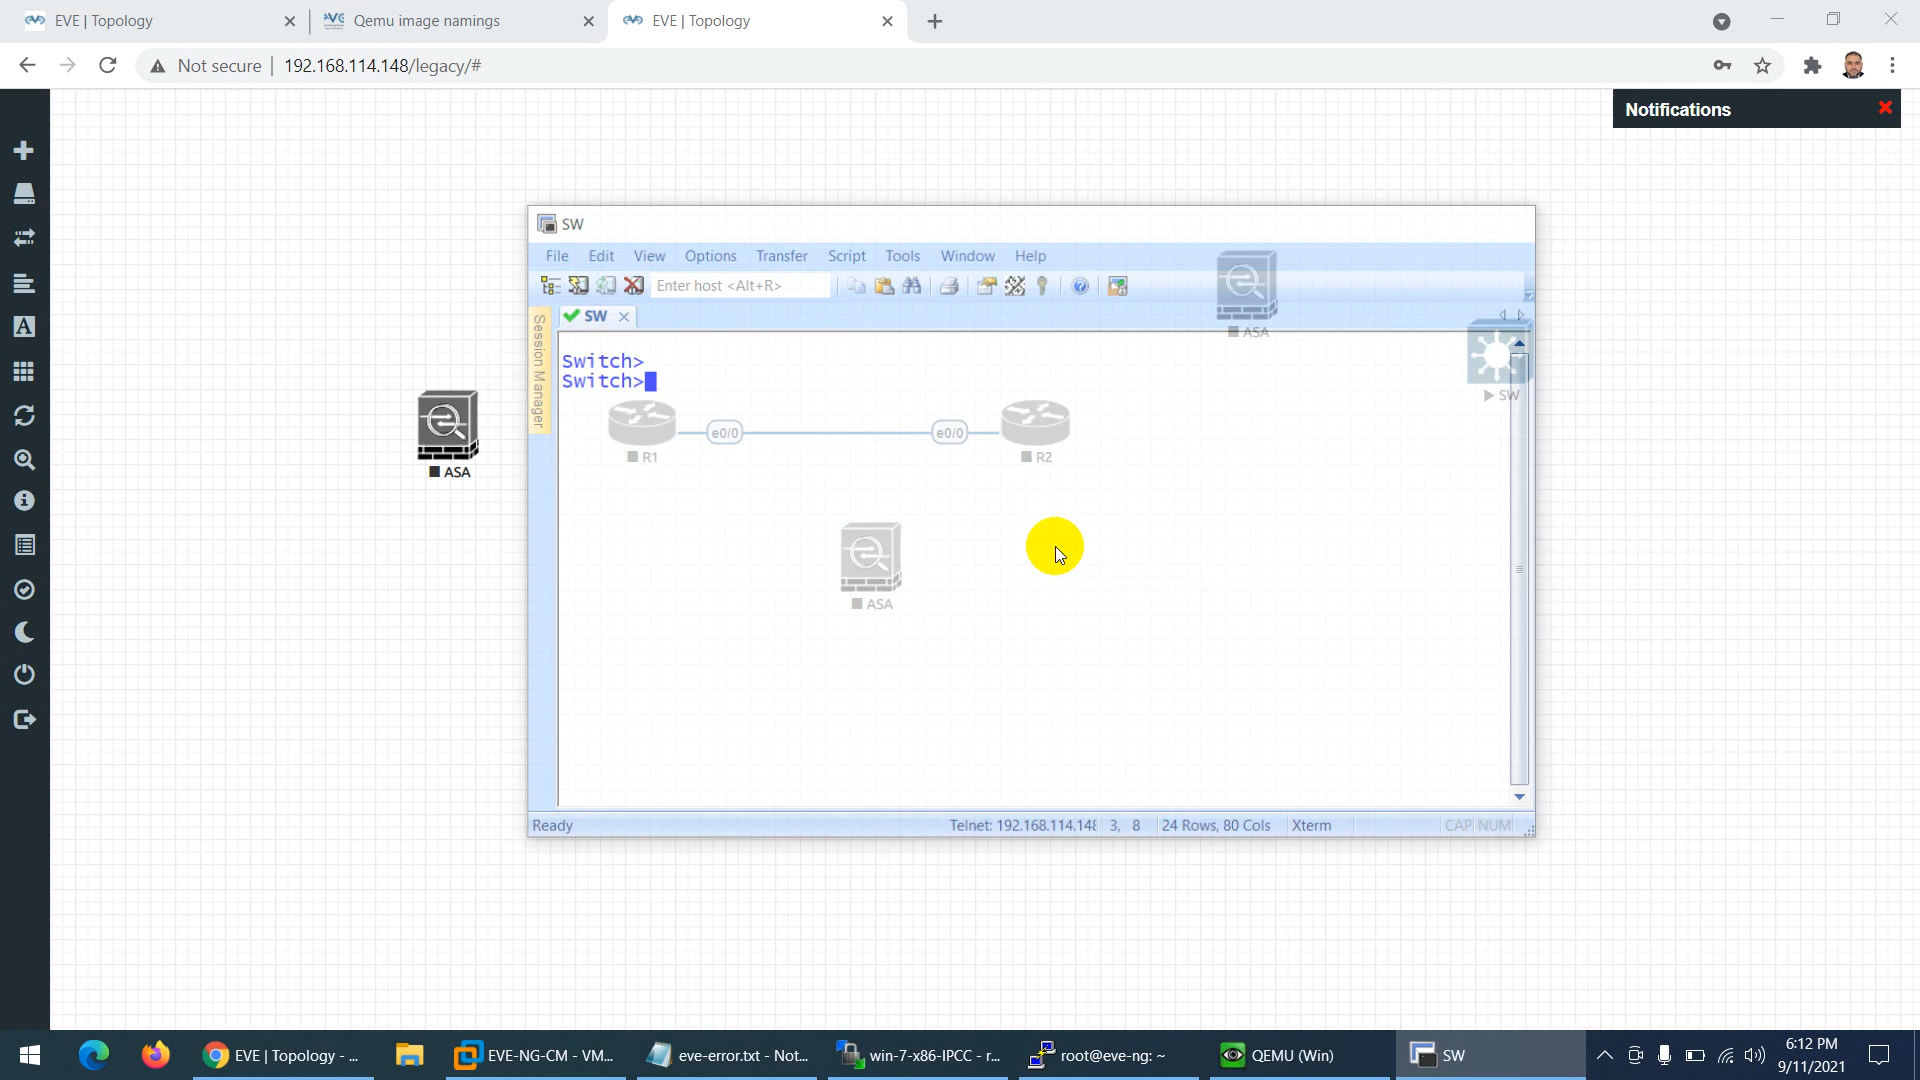 EVE | Topology
Qemu image namings
EVE | Topology
Not secure | 192.168.114.148/legacy/#
Notifications
SW
File Edit View Options Transfer Script Tools Window Help
Enter host <Alt+R>
ASA
SW
Session Manager
SW
Switch>
Switch>
e0/0
e0/0
R1
R2
ASA
ASA
Ready
Telnet: 192.168.114.148 3, 8 24 Rows, 80 Cols Xterm CAP NUM
EVE | Topology - ...
EVE-NG-CM - VM...
eve-error.txt - Not...
win-7-x86-IPCC - r...
root@eve-ng: ~
QEMU (Win)
SW
6:12 PM
9/11/2021